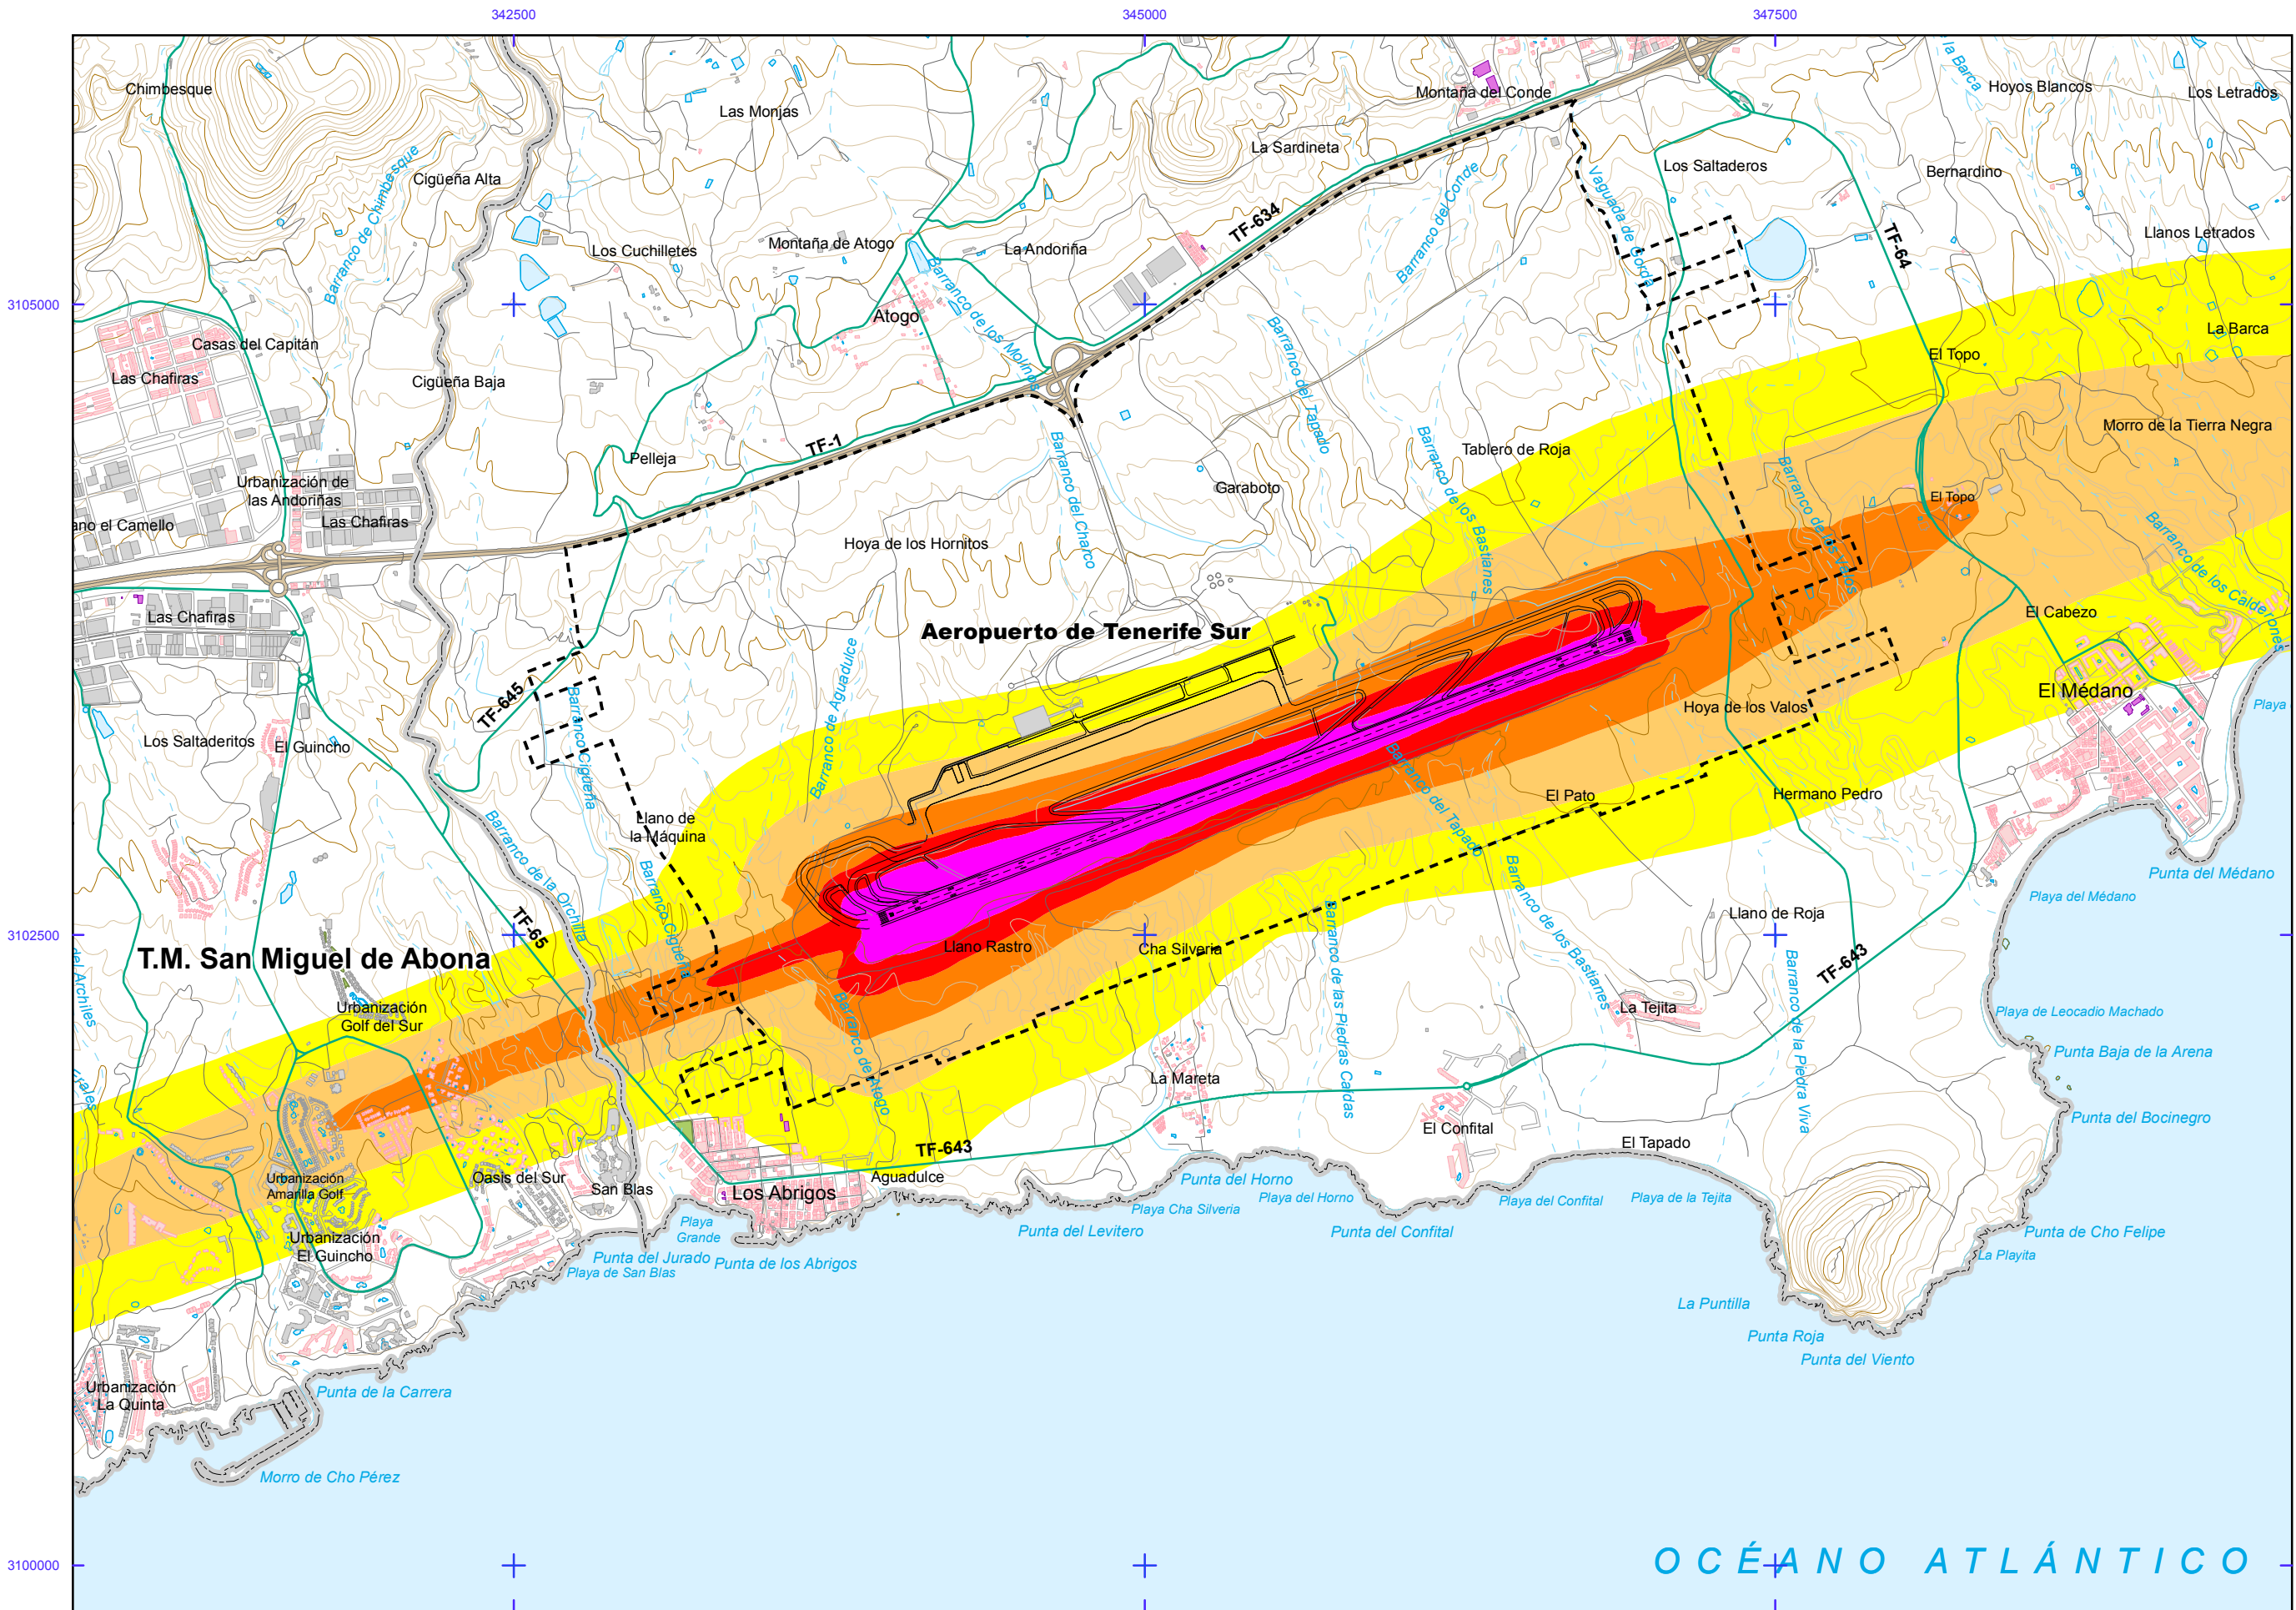 342500
345000
347500
Chimbesque
Las Monjas
Montaña del Conde
la Barca
Hoyos Blancos
Los Letrados
Barranco de Chimbesque
Cigüeña Alta
La Sardineta
Barranco del Conde
Vaguada de Gorda
Los Saltaderos
Bernardino
Los Cuchilletes
Montaña de Atogo
La Andoriña
TF-634
TF-64
Llanos Letrados
3105000
Barranco de los Molinos
Atogo
Casas del Capitán
Las Chafiras
Cigüeña Baja
Barranco del Tapado
La Barca
El Topo
TF-1
Pelleja
Barranco del Charco
Barranco de los Bastianes
Tablero de Roja
Morro de la Tierra Negra
Urbanización de
las Andoriñas
Garaboto
Barranco de los Valos
El Topo
ano el Camello
Las Chafiras
Hoya de los Hornitos
Barranco de los Calderones
Las Chafiras
Aeropuerto de Tenerife Sur
El Cabezo
TF-645
Barranco Cigüeña
Barranco de Aguadulce
El Médano
Hoya de los Valos
Playa
Los Saltaderitos
El Guincho
Barranco del Tapado
El Pato
Hermano Pedro
Llano de
la Máquina
Barranco de la Orchilla
Barranco Cigüeña
Punta del Médano
Playa del Médano
3102500
TF-65
Llano Rastro
Cha Silveria
Barranco de las Piedras Caídas
Barranco de los Bastianes
Llano de Roja
T.M. San Miguel de Abona
TF-643
Barranco de la Piedra Viva
del Archiles
Urbanización
Golf del Sur
Barranco de Atogo
La Tejita
Playa de Leocadio Machado
Punta Baja de la Arena
La Mareta
Punta del Bocinegro
El Confital
El Tapado
TF-643
Urbanización
Amarilla Golf
Oasis del Sur
San Blas
Los Abrigos
Aguadulce
Punta del Horno
Playa del Horno
Playa Cha Silveria
Playa del Confital
Playa de la Tejita
Playa
Grande
Punta del Levitero
Punta del Confital
Punta de Cho Felipe
Urbanización
El Guincho
Punta del Jurado
Punta de los Abrigos
Playa de San Blas
La Playita
La Puntilla
Punta Roja
Punta del Viento
Urbanización
La Quinta
Punta de la Carrera
Morro de Cho Pérez
3100000
OCÉANO ATLÁNTICO